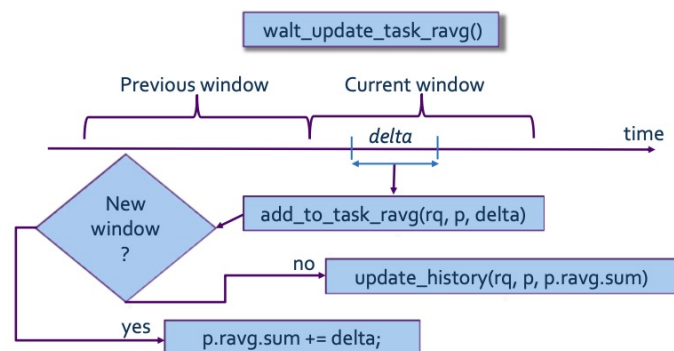 walt_update_task_ravg()
Previous window
Current window
delta
time
New
window
?
add_to_task_ravg(rq, p, delta)
no
update_history(rq, p, p.ravg.sum)
yes
p.ravg.sum += delta;